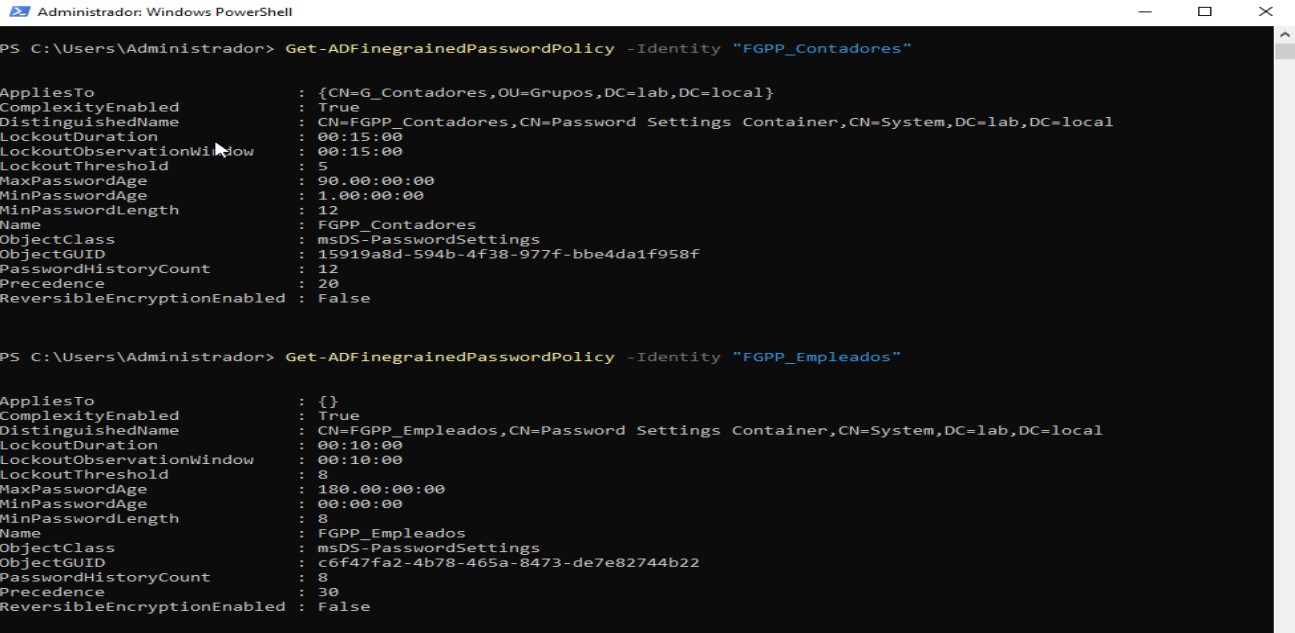 Administrador: Windows PowerShell
PS C:\Users\Administrador> Get-ADFinegrainedPasswordPolicy -Identity "FGPP_Contadores"
AppliesTo : {CN=G_Contadores,OU=Grupos,DC=lab,DC=local}
ComplexityEnabled : True
DistinguishedName : CN=FGPP_Contadores,CN=Password Settings Container,CN=System,DC=lab,DC=local
LockoutDuration : 00:15:00
LockoutObservationWindow : 00:15:00
LockoutThreshold : 5
MaxPasswordAge : 90.00:00:00
MinPasswordAge : 1.00:00:00
MinPasswordLength : 12
Name : FGPP_Contadores
ObjectClass : msDS-PasswordSettings
ObjectGUID : 15919a8d-594b-4f38-977f-bbe4da1f958f
PasswordHistoryCount : 12
Precedence : 20
ReversibleEncryptionEnabled : False
PS C:\Users\Administrador> Get-ADFinegrainedPasswordPolicy -Identity "FGPP_Empleados"
AppliesTo : {}
ComplexityEnabled : True
DistinguishedName : CN=FGPP_Empleados,CN=Password Settings Container,CN=System,DC=lab,DC=local
LockoutDuration : 00:10:00
LockoutObservationWindow : 00:10:00
LockoutThreshold : 8
MaxPasswordAge : 180.00:00:00
MinPasswordAge : 00:00:00
MinPasswordLength : 8
Name : FGPP_Empleados
ObjectClass : msDS-PasswordSettings
ObjectGUID : c6f47fa2-4b78-465a-8473-de7e82744b22
PasswordHistoryCount : 8
Precedence : 30
ReversibleEncryptionEnabled : False